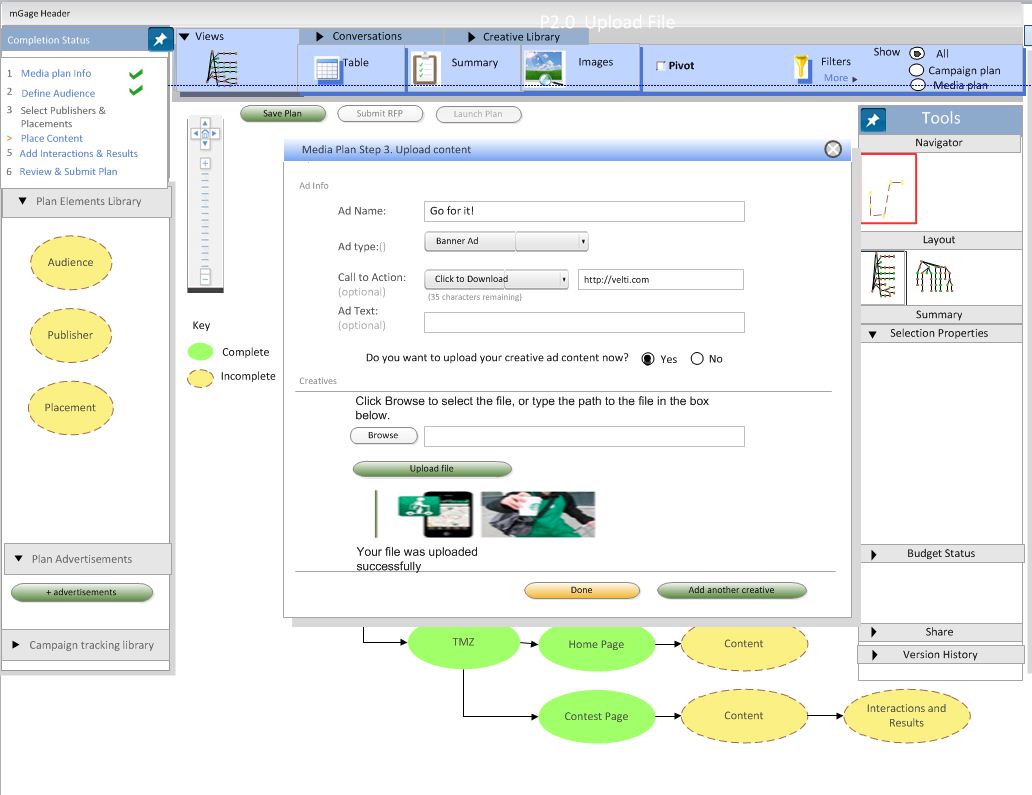 mGage Header
P2.0 Upload File
Completion Status
Views
Conversations
Creative Library
Table
Summary
Images
Pivot
Filters
More
Show
All
Campaign plan
Media plan
1 Media plan Info
2 Define Audience
3 Select Publishers &
Placements
> Place Content
5 Add Interactions & Results
6 Review & Submit Plan
Save Plan
Submit RFP
Launch Plan
Plan Elements Library
Audience
Publisher
Placement
Plan Advertisements
+ advertisements
Campaign tracking library
Key
Complete
Incomplete
Media Plan Step 3. Upload content
Ad Info
Ad Name:
Go for it!
Ad type:()
Banner Ad
Call to Action:
(optional)
Click to Download
http://velti.com
(35 characters remaining)
Ad Text:
(optional)
Do you want to upload your creative ad content now?
Yes
No
Creatives
Click Browse to select the file, or type the path to the file in the box
below.
Browse
Upload file
Your file was uploaded
successfully
Done
Add another creative
TMZ
Home Page
Content
Contest Page
Content
Interactions and
Results
Tools
Navigator
Layout
Summary
Selection Properties
Budget Status
Share
Version History